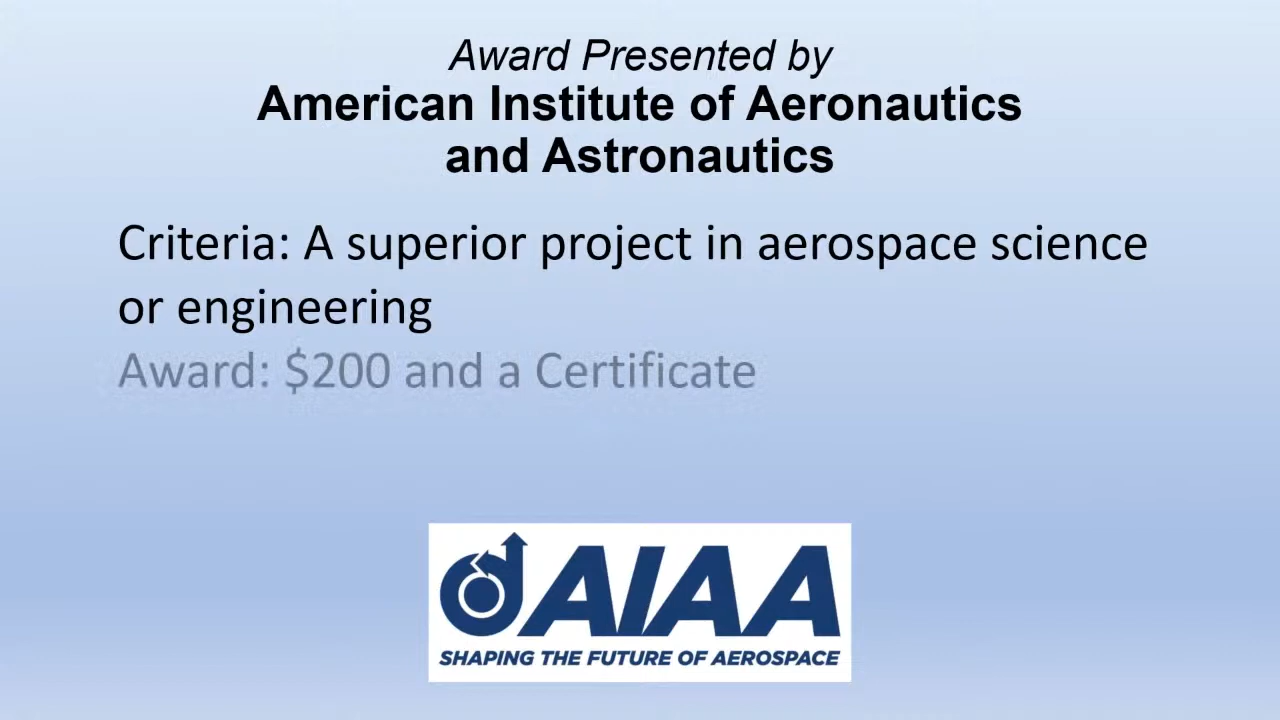 Award Presented by
American Institute of Aeronautics
and Astronautics
Criteria: A superior project in aerospace science
or engineering
Award: $200 and a Certificate
AIAA
SHAPING THE FUTURE OF AEROSPACE